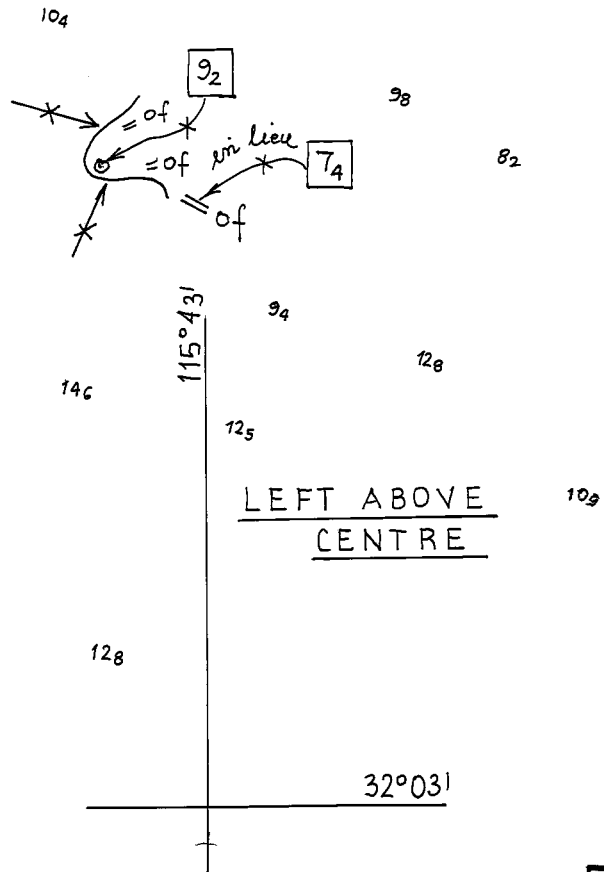 10₄
9₂
9₈
= of
= of
in lieu
7₄
8₂
= of
115°43'
9₄
12₈
14₆
12₅
LEFT ABOVE
CENTRE
10₉
12₈
32°03'